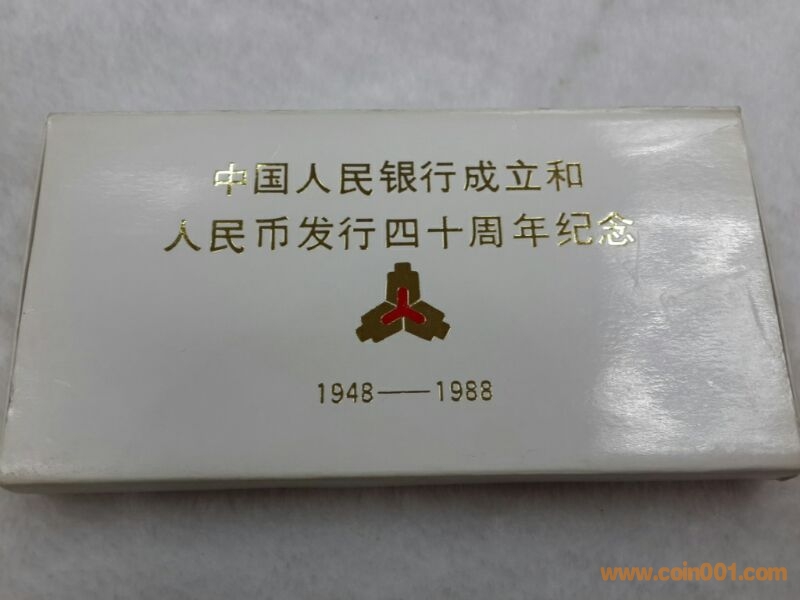 中国人民银行成立和
人民币发行四十周年纪念
1948——1988
www.coin001.com